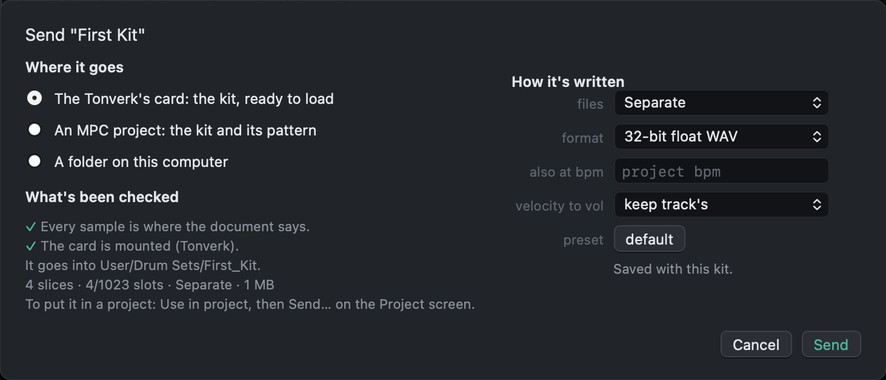 Send "First Kit"
Where it goes
The Tonverk's card: the kit, ready to load
An MPC project: the kit and its pattern
A folder on this computer
What's been checked
✓ Every sample is where the document says.
✓ The card is mounted (Tonverk).
It goes into User/Drum Sets/First_Kit.
4 slices · 4/1023 slots · Separate · 1 MB
To put it in a project: Use in project, then Send... on the Project screen.
How it's written
files Separate
format 32-bit float WAV
also at bpm project bpm
velocity to vol keep track's
preset default
Saved with this kit.
Cancel Send